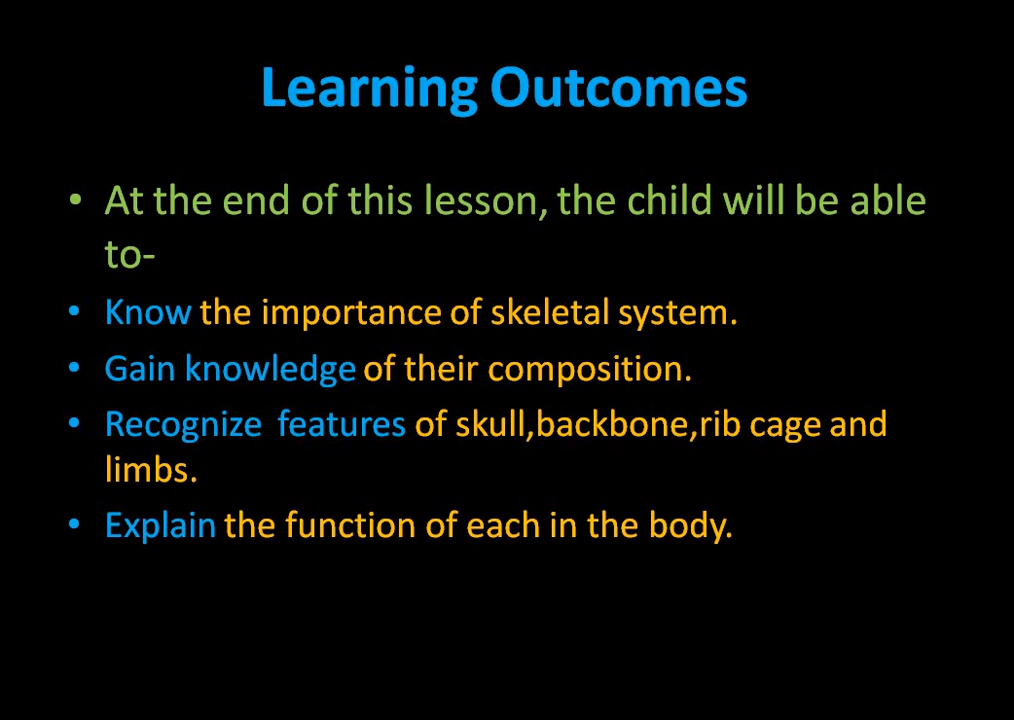 Learning Outcomes
• At the end of this lesson, the child will be able
to-
• Know the importance of skeletal system.
• Gain knowledge of their composition.
• Recognize  features of skull,backbone,rib cage and
limbs.
• Explain the function of each in the body.